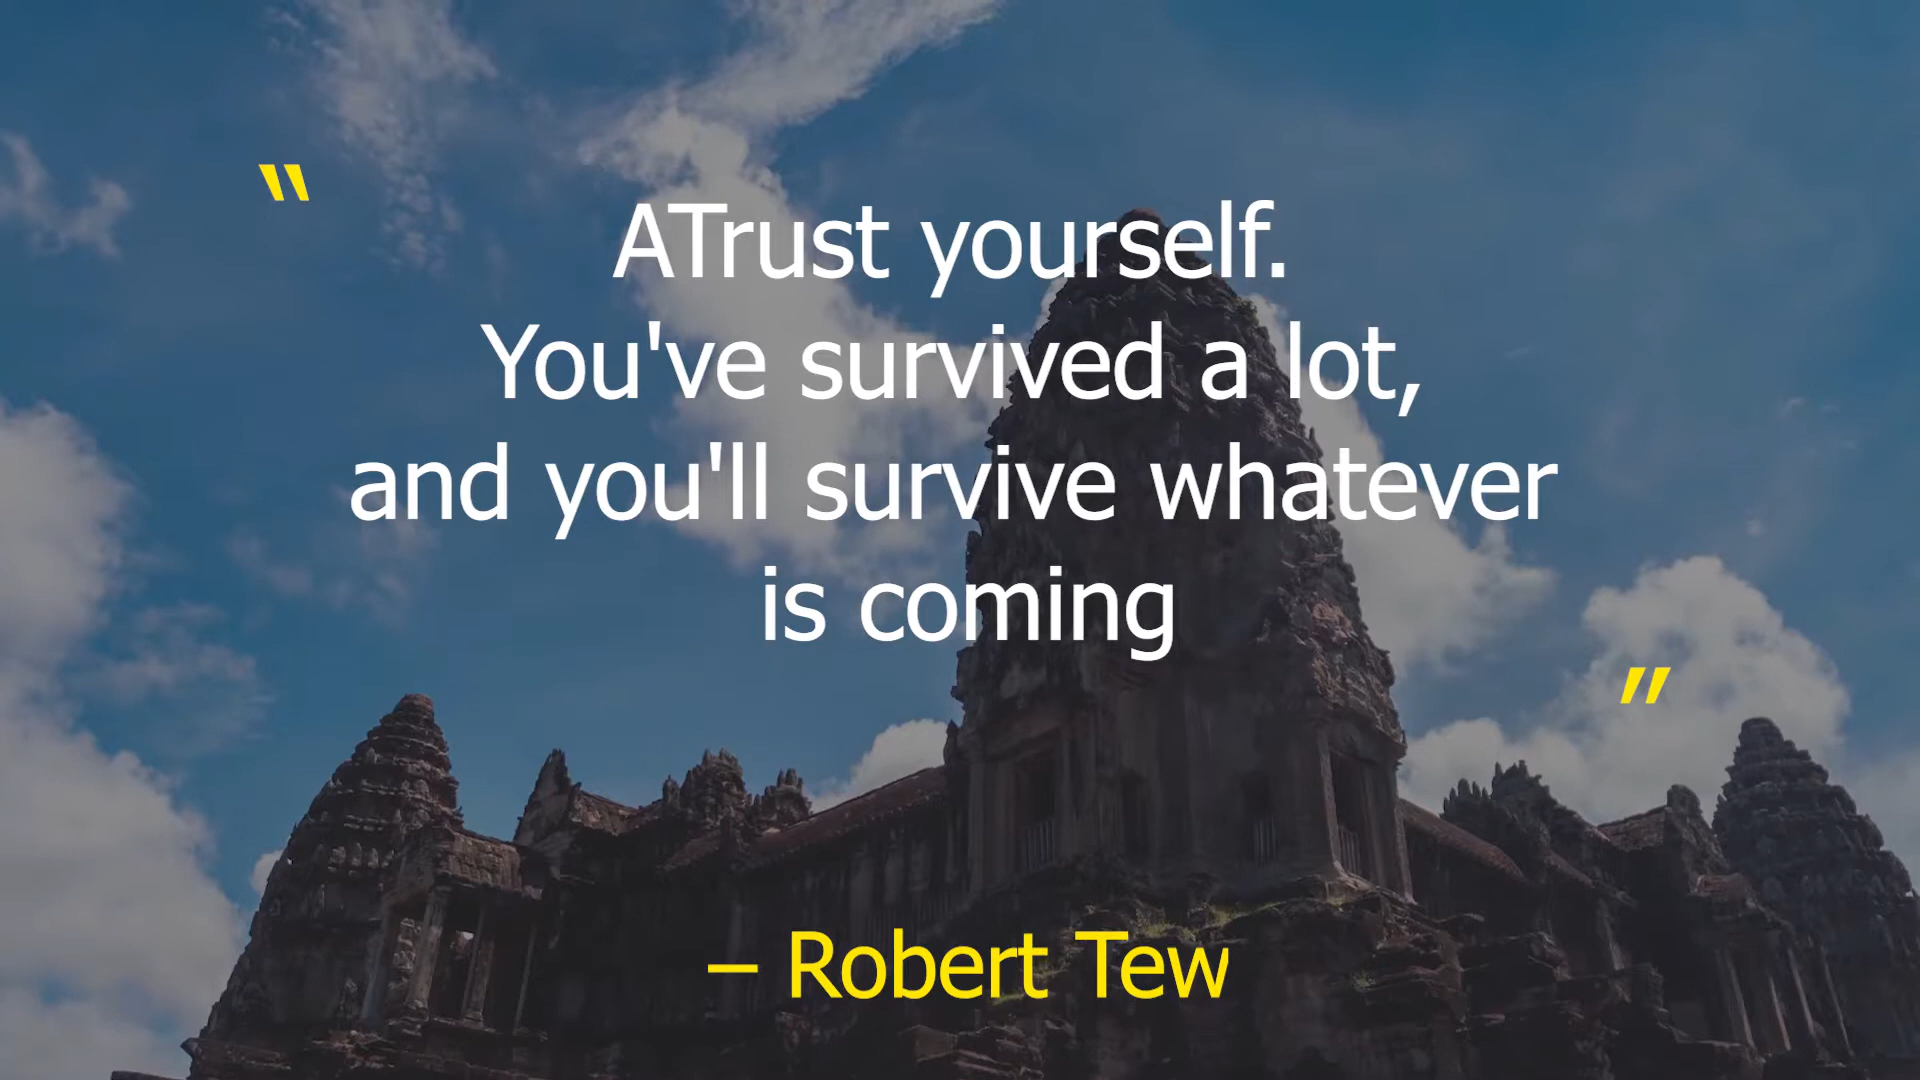 “
ATrust yourself.
You've survived a lot,
and you'll survive whatever
is coming
”
– Robert Tew